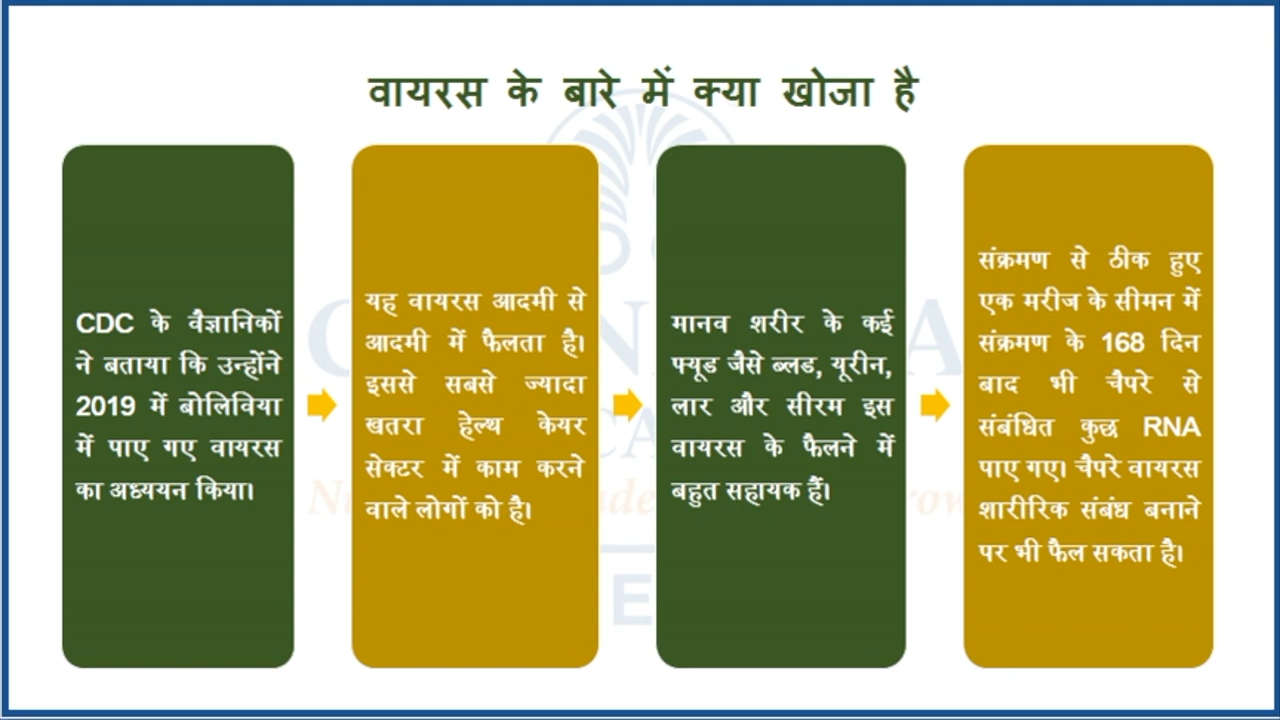 वायरस के बारे में क्या खोजा है
CDC के वैज्ञानिकों
ने बताया कि उन्होंने
2019 में बोलिविया
में पाए गए वायरस
का अध्ययन किया।
यह वायरस आदमी से
आदमी में फैलता है।
इससे सबसे ज्यादा
खतरा हेल्थ केयर
सेक्टर में काम करने
वाले लोगों को है।
मानव शरीर के कई
फ्यूड जैसे ब्लड, यूरीन,
लार और सीरम इस
वायरस के फैलने में
बहुत सहायक हैं।
संक्रमण से ठीक हुए
एक मरीज के सीमन में
संक्रमण के 168 दिन
बाद भी चैपरे से
संबंधित कुछ RNA
पाए गए। चैपरे वायरस
शारीरिक संबंध बनाने
पर भी फैल सकता है।